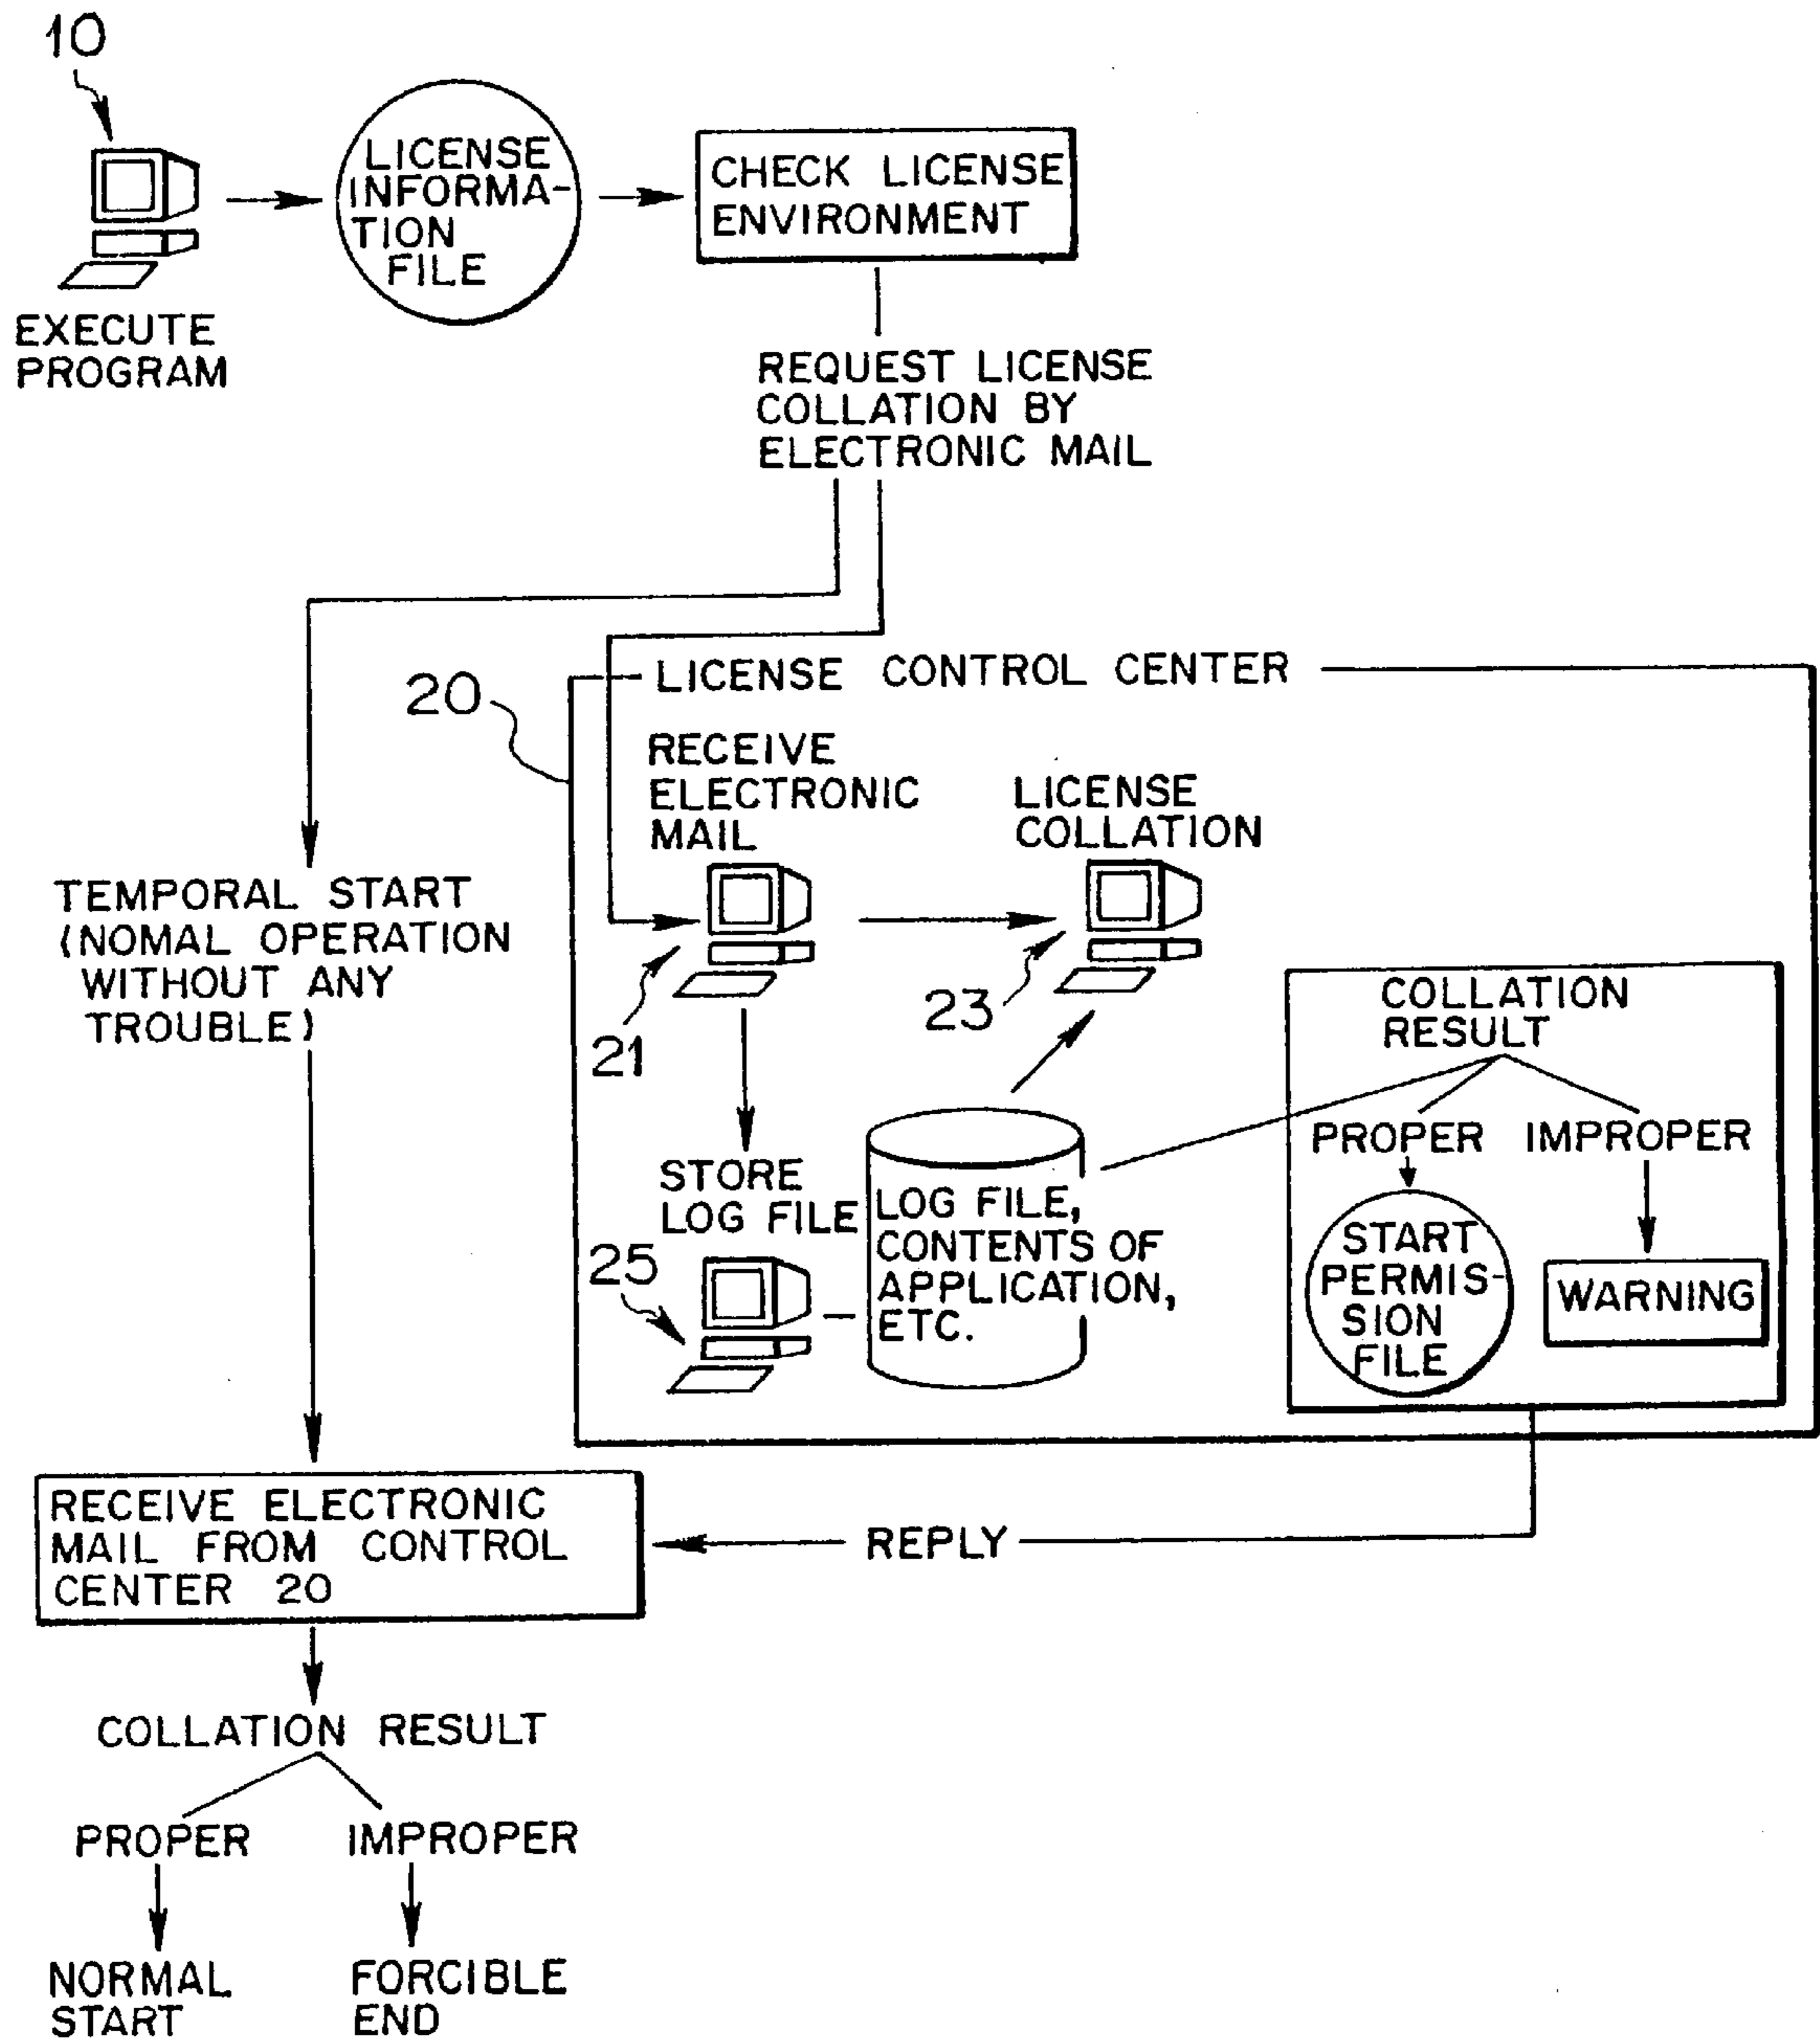 10
LICENSE
INFORMA-
TION
FILE
CHECK LICENSE
ENVIRONMENT
EXECUTE
PROGRAM
REQUEST LICENSE
COLLATION BY
ELECTRONIC MAIL
20
LICENSE CONTROL CENTER
RECEIVE
ELECTRONIC
MAIL
LICENSE
COLLATION
TEMPORAL START
(NOMAL OPERATION
WITHOUT ANY
TROUBLE)
21
23
COLLATION
RESULT
PROPER
IMPROPER
STORE
LOG FILE
LOG FILE,
CONTENTS OF
APPLICATION,
ETC.
25
START
PERMIS-
SION
FILE
WARNING
RECEIVE ELECTRONIC
MAIL FROM CONTROL
CENTER 20
REPLY
COLLATION RESULT
PROPER
IMPROPER
NORMAL
START
FORCIBLE
END